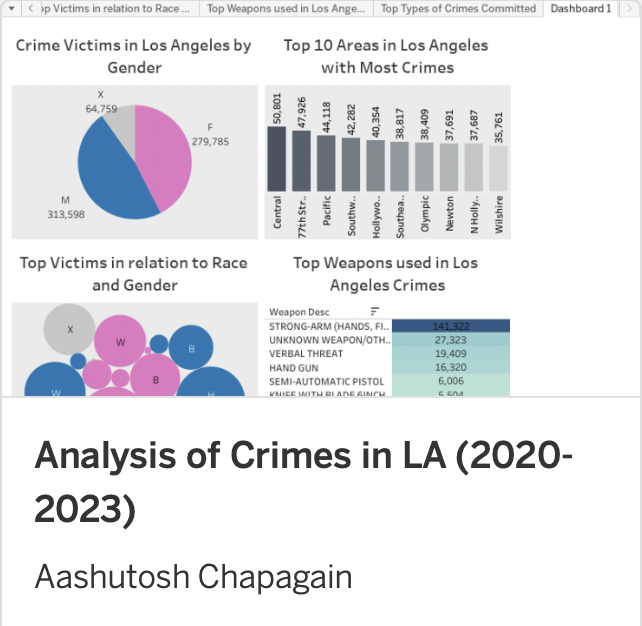 op Victims in relation to Race ...
Top Weapons used in Los Ange...
Top Types of Crimes Committed
Dashboard 1
Crime Victims in Los Angeles by
Gender
X
64,759
F
279,785
M
313,598
Top 10 Areas in Los Angeles
with Most Crimes
50,801
47,926
44,118
42,282
40,354
38,817
38,409
37,691
37,687
35,761
Central
77th Str..
Pacific
Southw..
Hollywo..
Southea..
Olympic
Newton
N Holly..
Wilshire
Top Victims in relation to Race
and Gender
X
W
B
B
W
H
Top Weapons used in Los
Angeles Crimes
Weapon Desc
STRONG-ARM (HANDS, FI.. 141,322
UNKNOWN WEAPON/OTH.. 27,323
VERBAL THREAT 19,409
HAND GUN 16,320
SEMI-AUTOMATIC PISTOL 6,006
KNIFE WITH BLADE 6INCH 5,504
Analysis of Crimes in LA (2020-
2023)
Aashutosh Chapagain